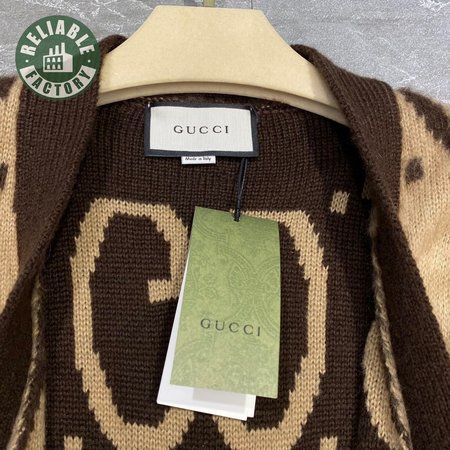 RELIABLE
FACTORY
GUCCI
Made in Italy
GUCCI